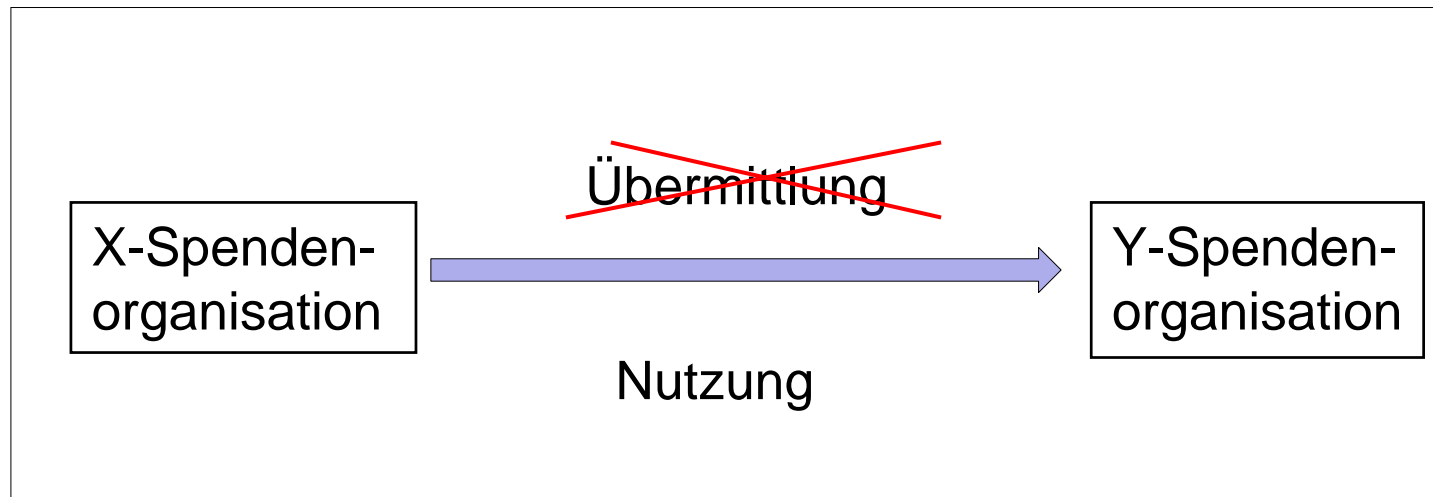 Übermittlung
X-Spenden-
organisation
Y-Spenden-
organisation
Nutzung